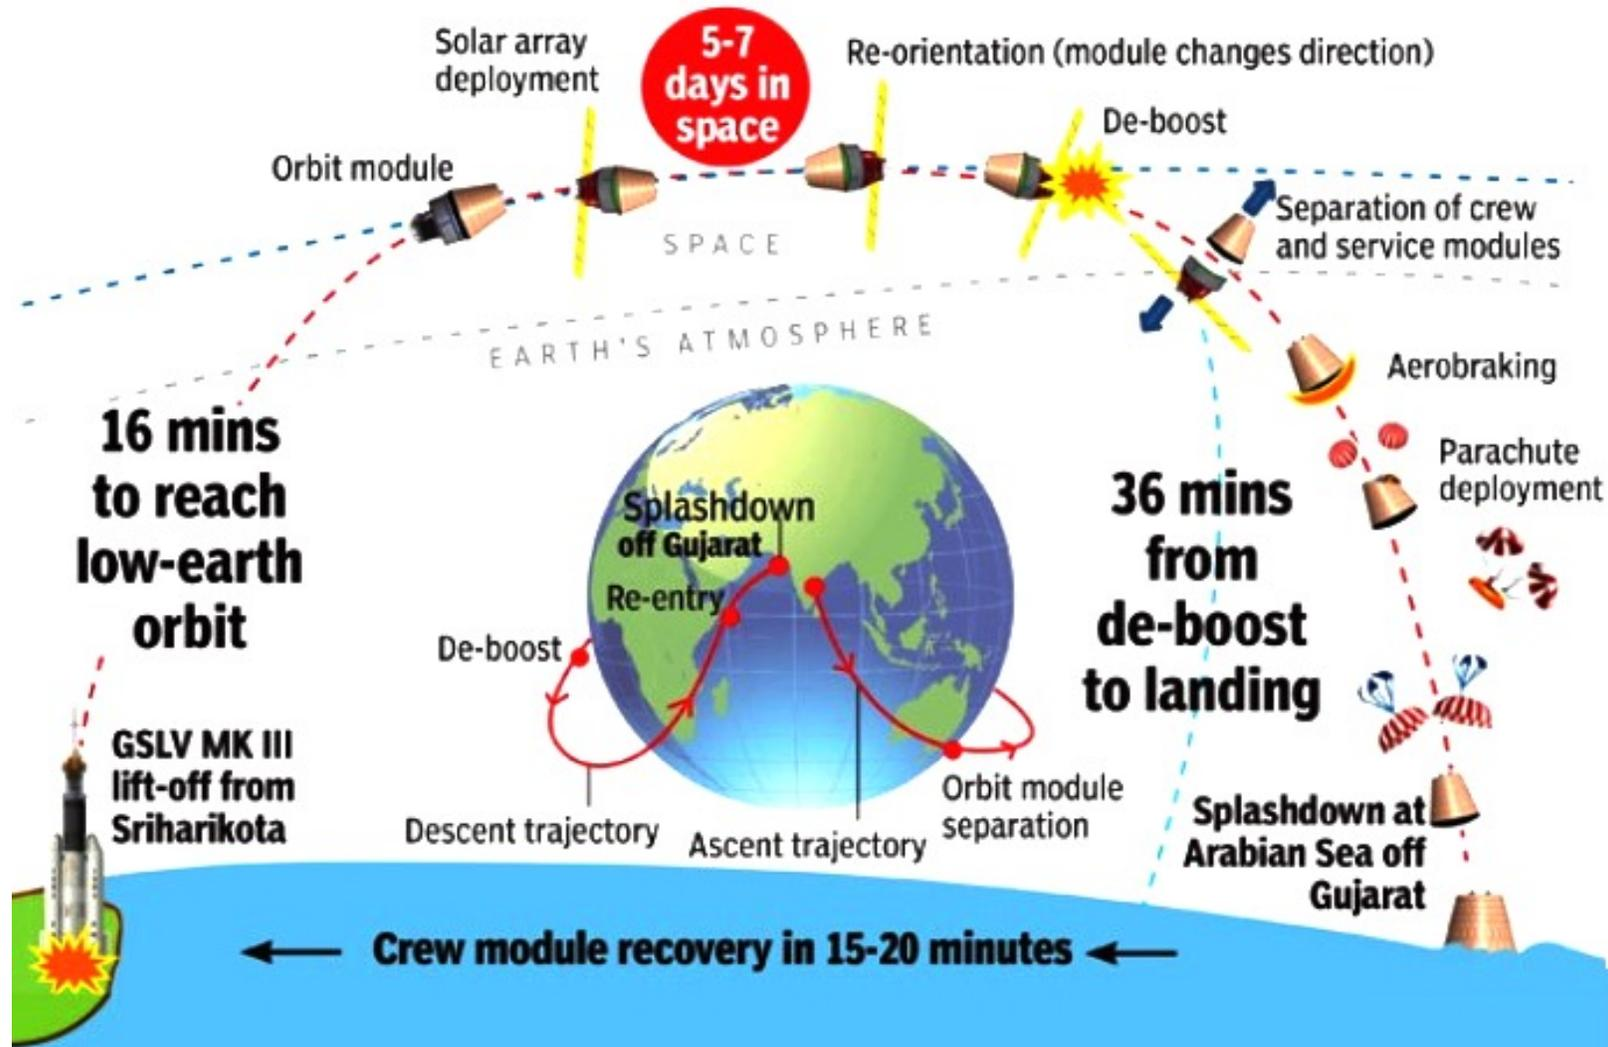 Solar array
deployment
5-7
days in
space
Re-orientation (module changes direction)
De-boost
Orbit module
Separation of crew
and service modules
SPACE
EARTH'S ATMOSPHERE
Aerobraking
16 mins
to reach
low-earth
orbit
Parachute
deployment
36 mins
from
de-boost
to landing
Splashdown
off Gujarat
Re-entry
De-boost
GSLV MK III
lift-off from
Sriharikota
Descent trajectory
Ascent trajectory
Orbit module
separation
Splashdown at
Arabian Sea off
Gujarat
Crew module recovery in 15-20 minutes